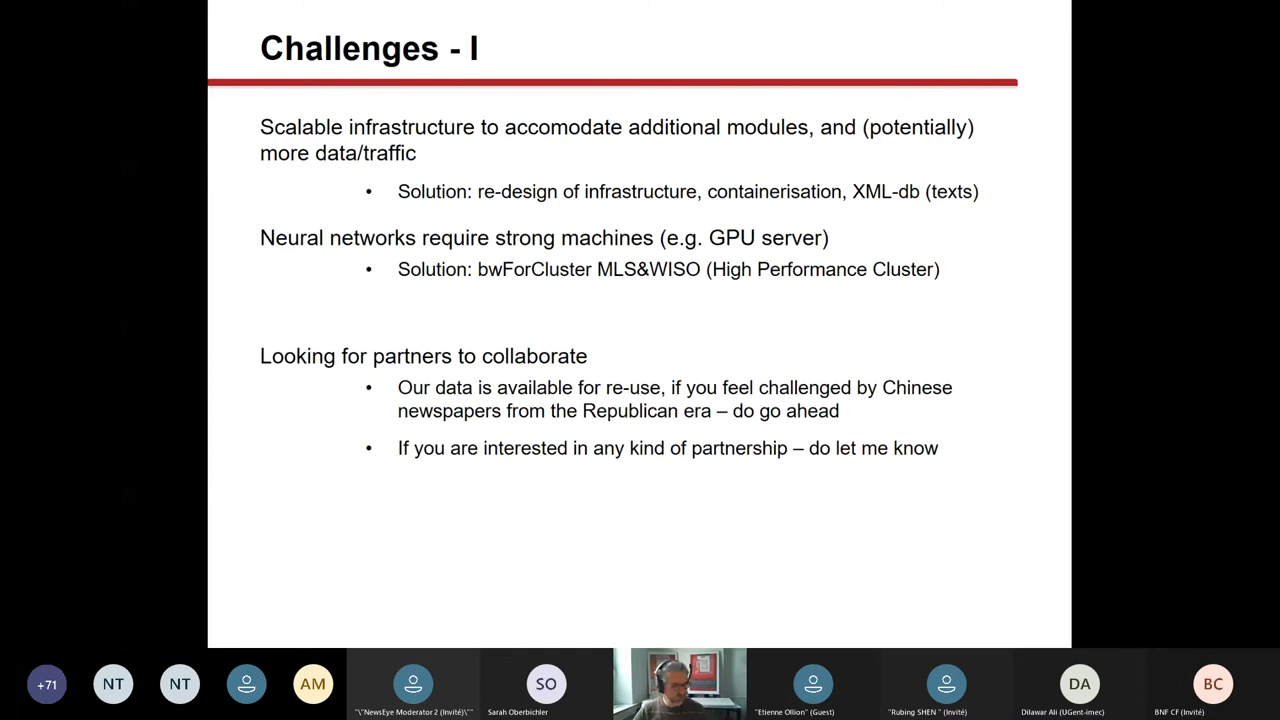 Challenges - I
Scalable infrastructure to accomodate additional modules, and (potentially)
more data/traffic
• Solution: re-design of infrastructure, containerisation, XML-db (texts)
Neural networks require strong machines (e.g. GPU server)
• Solution: bwForCluster MLS&WISO (High Performance Cluster)
Looking for partners to collaborate
• Our data is available for re-use, if you feel challenged by Chinese
newspapers from the Republican era – do go ahead
• If you are interested in any kind of partnership – do let me know
+71
NT
NT
AM
"\"NewsEye Moderator 2 (Invité)\""
SO
Sarah Oberbichler
"Etienne Ollion" (Guest)
"Rubing SHEN " (Invité)
DA
Dilawar Ali (UGent-imec)
BC
BNF CF (Invité)